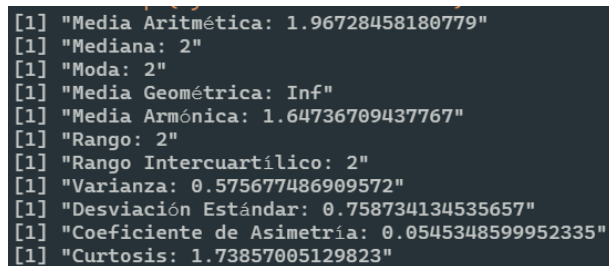 [1] "Media Aritmética: 1.96728458180779"
[1] "Mediana: 2"
[1] "Moda: 2"
[1] "Media Geométrica: Inf"
[1] "Media Armónica: 1.64736709437767"
[1] "Rango: 2"
[1] "Rango Intercuartílico: 2"
[1] "Varianza: 0.575677486909572"
[1] "Desviación Estándar: 0.758734134535657"
[1] "Coeficiente de Asimetría: 0.0545348599952335"
[1] "Curtosis: 1.73857005129823"